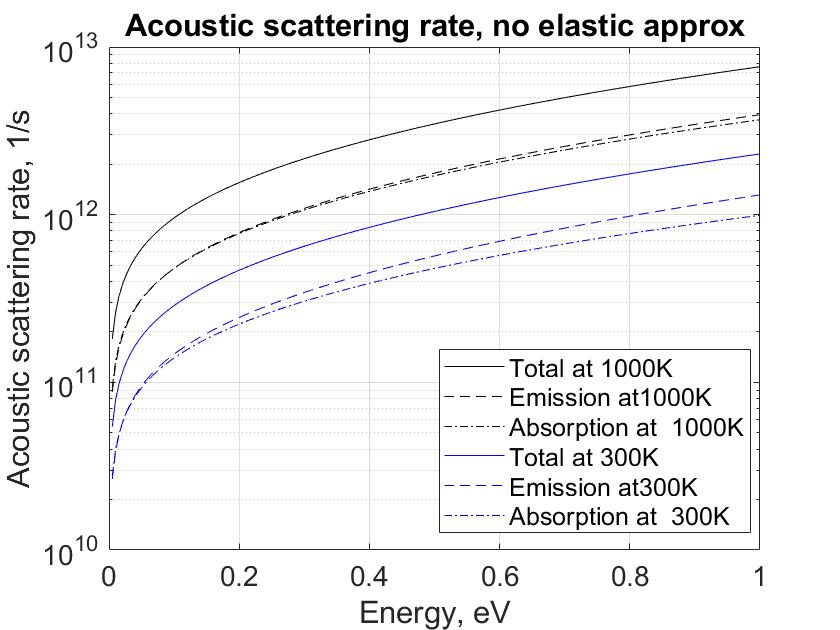 Acoustic scattering rate, no elastic approx
Acoustic scattering rate, 1/s
10^13
10^12
10^11
10^10
0 0.2 0.4 0.6 0.8 1
Energy, eV
Total at 1000K
Emission at1000K
Absorption at  1000K
Total at 300K
Emission at300K
Absorption at  300K